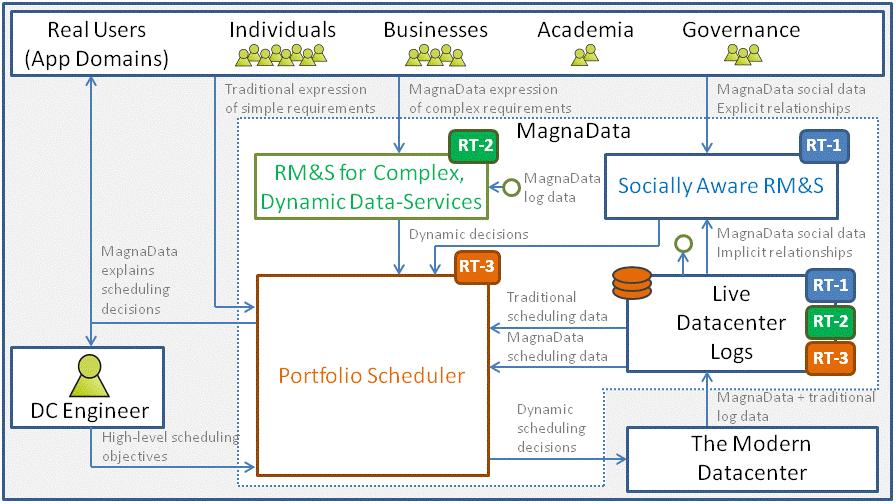 Real Users
(App Domains)
Individuals
Businesses
Academia
Governance
Traditional expression
of simple requirements
MagnaData expression
of complex requirements
MagnaData social data
Explicit relationships
MagnaData
RT-2
RT-1
RM&S for Complex,
Dynamic Data-Services
MagnaData
log data
Socially Aware RM&S
Dynamic decisions
MagnaData social data
Implicit relationships
MagnaData
explains
scheduling
decisions
RT-3
Portfolio Scheduler
Traditional
scheduling data
MagnaData
scheduling data
Live
Datacenter
Logs
RT-1
RT-2
RT-3
DC Engineer
High-level scheduling
objectives
Dynamic
scheduling
decisions
MagnaData + traditional
log data
The Modern
Datacenter